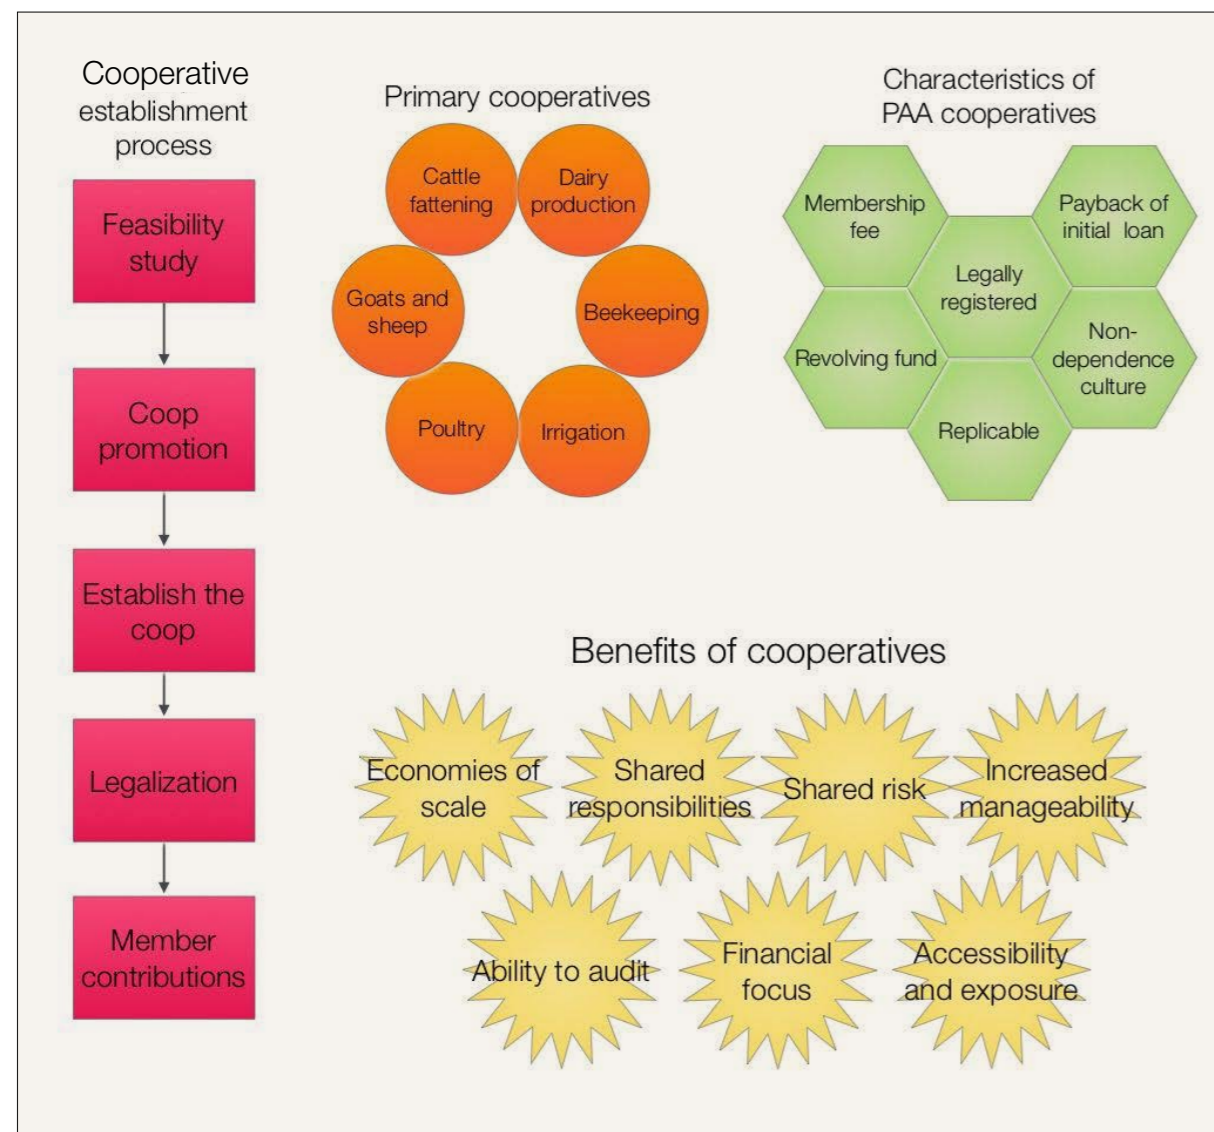 Cooperative
establishment
process
Feasibility
study
Coop
promotion
Establish the
coop
Legalization
Member
contributions
Primary cooperatives
Cattle
fattening
Dairy
production
Goats and
sheep
Beekeeping
Poultry
Irrigation
Characteristics of
PAA cooperatives
Membership
fee
Payback of
initial loan
Legally
registered
Revolving fund
Non-
dependence
culture
Replicable
Benefits of cooperatives
Economies of
scale
Shared
responsibilities
Shared risk
Increased
manageability
Ability to audit
Financial
focus
Accessibility
and exposure